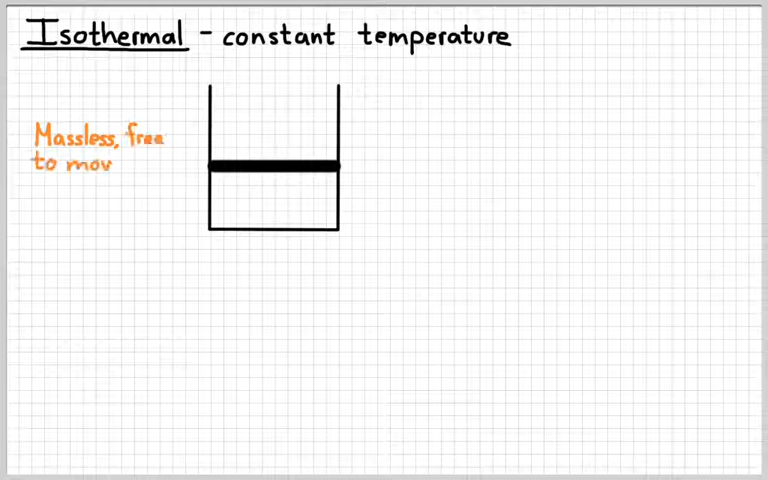 Isothermal - constant temperature
Massless, free
to mov